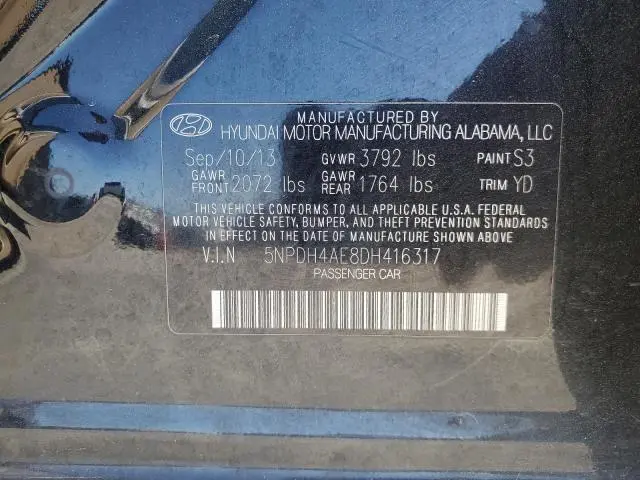 MANUFACTURED BY
HYUNDAI MOTOR MANUFACTURING ALABAMA, LLC
Sep/10/13 GVWR 3792 lbs PAINT S3
GAWR FRONT 2072 lbs GAWR REAR 1764 lbs TRIM YD
THIS VEHICLE CONFORMS TO ALL APPLICABLE U.S.A. FEDERAL
MOTOR VEHICLE SAFETY, BUMPER, AND THEFT PREVENTION STANDARDS
IN EFFECT ON THE DATE OF MANUFACTURE SHOWN ABOVE.
V.I.N 5NPDH4AE8DH416317
PASSENGER CAR